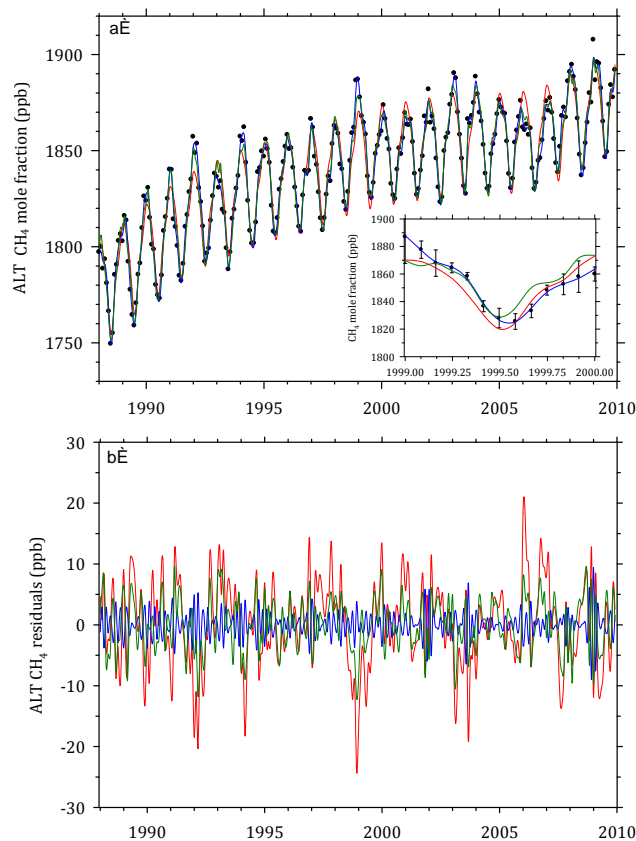 aÈ
1900
1850
1800
1750
ALT CH₄ mole fraction (ppb)
1900
1880
1860
1840
1820
1800
CH₄ mole fraction (ppb)
1999.00 1999.25 1999.50 1999.75 2000.00
1990 1995 2000 2005 2010
bÈ
30
20
10
0
-10
-20
-30
ALT CH₄ residuals (ppb)
1990 1995 2000 2005 2010